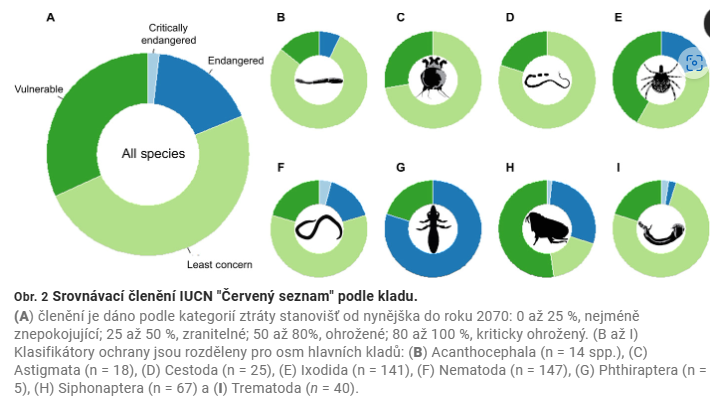 A
B
C
D
E
Critically
endangered
Endangered
Vulnerable
All species
F
G
H
I
Least concern
Obr. 2 Srovnávací členění IUCN "Červený seznam" podle kladu.
(A) členění je dáno podle kategorií ztráty stanovišť od nynějška do roku 2070: 0 až 25 %, nejméně
znepokojující; 25 až 50 %, zranitelné; 50 až 80%, ohrožené; 80 až 100 %, kriticky ohrožený. (B až I)
Klasifikátory ochrany jsou rozděleny pro osm hlavních kladů: (B) Acanthocephala (n = 14 spp.), (C)
Astigmata (n = 18), (D) Cestoda (n = 25), (E) Ixodida (n = 141), (F) Nematoda (n = 147), (G) Phthiraptera (n =
5), (H) Siphonaptera (n = 67) a (I) Trematoda (n = 40).